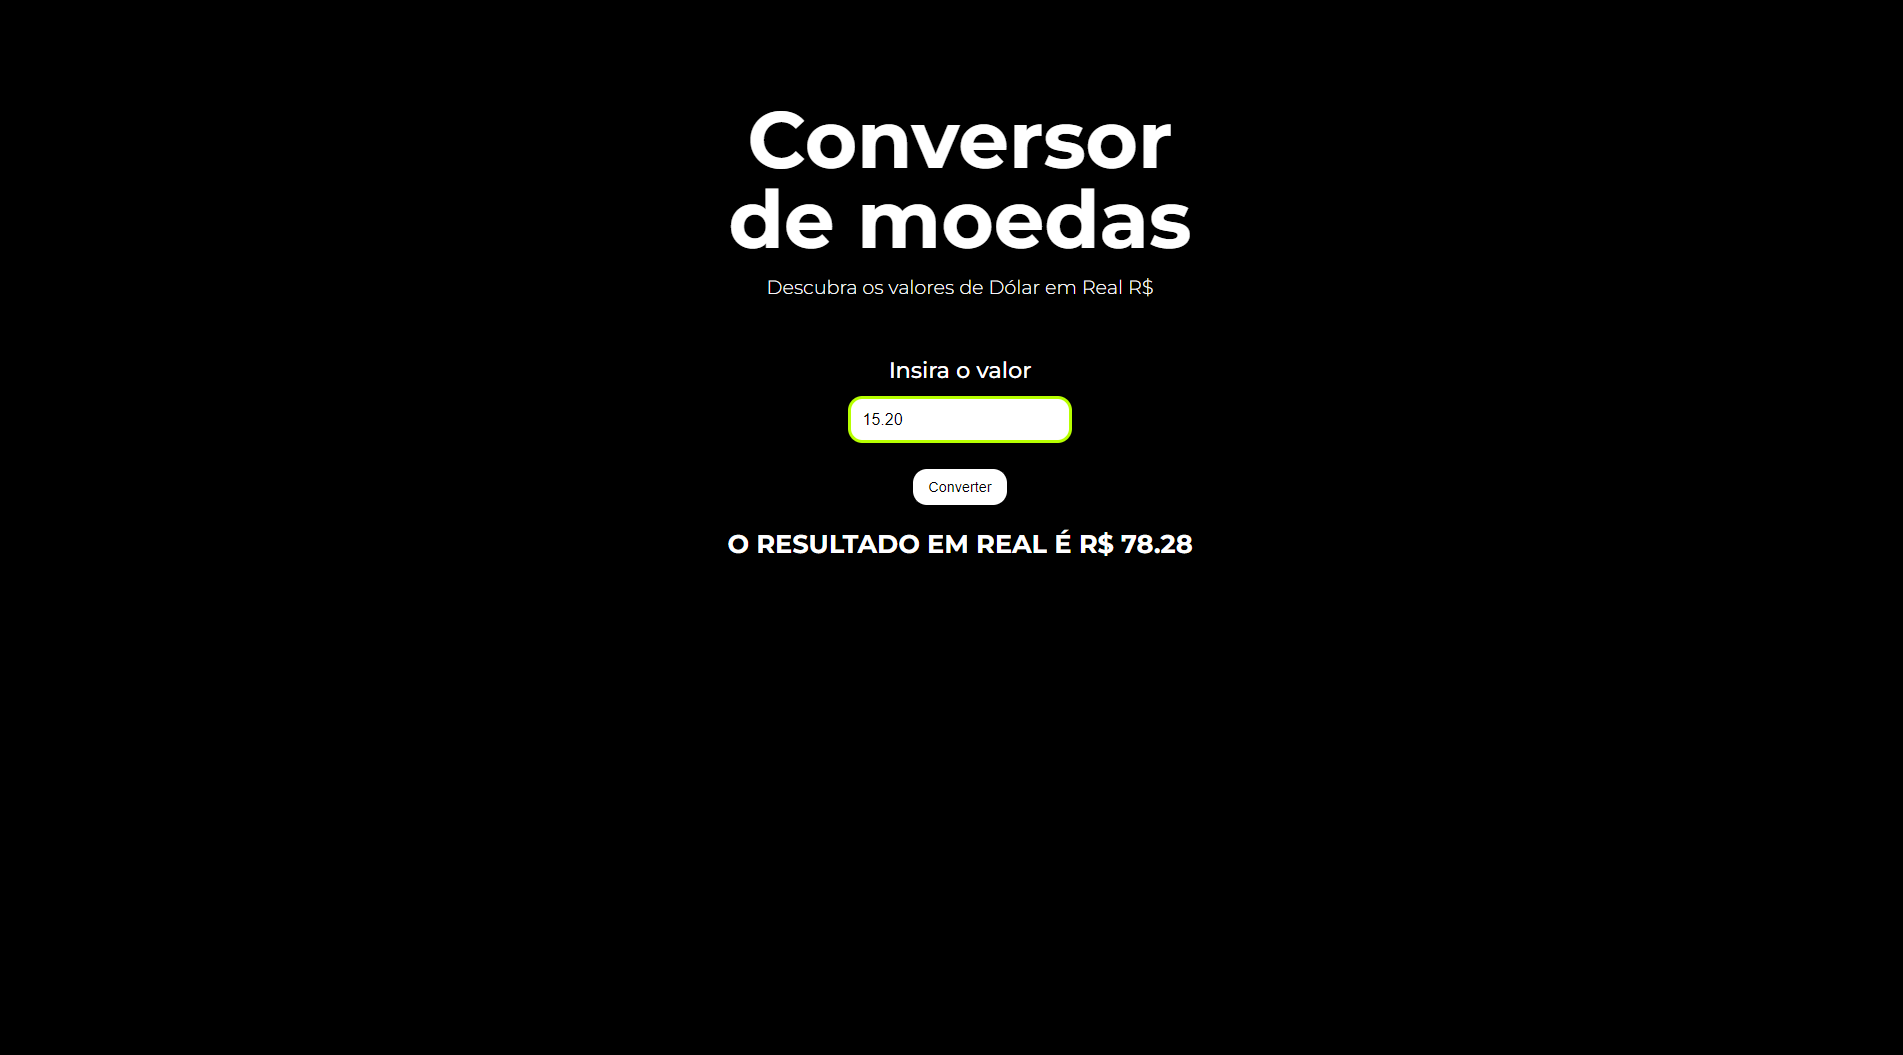 Conversor
de moedas
Descubra os valores de Dólar em Real R$
Insira o valor
15.20
Converter
O RESULTADO EM REAL É R$ 78.28